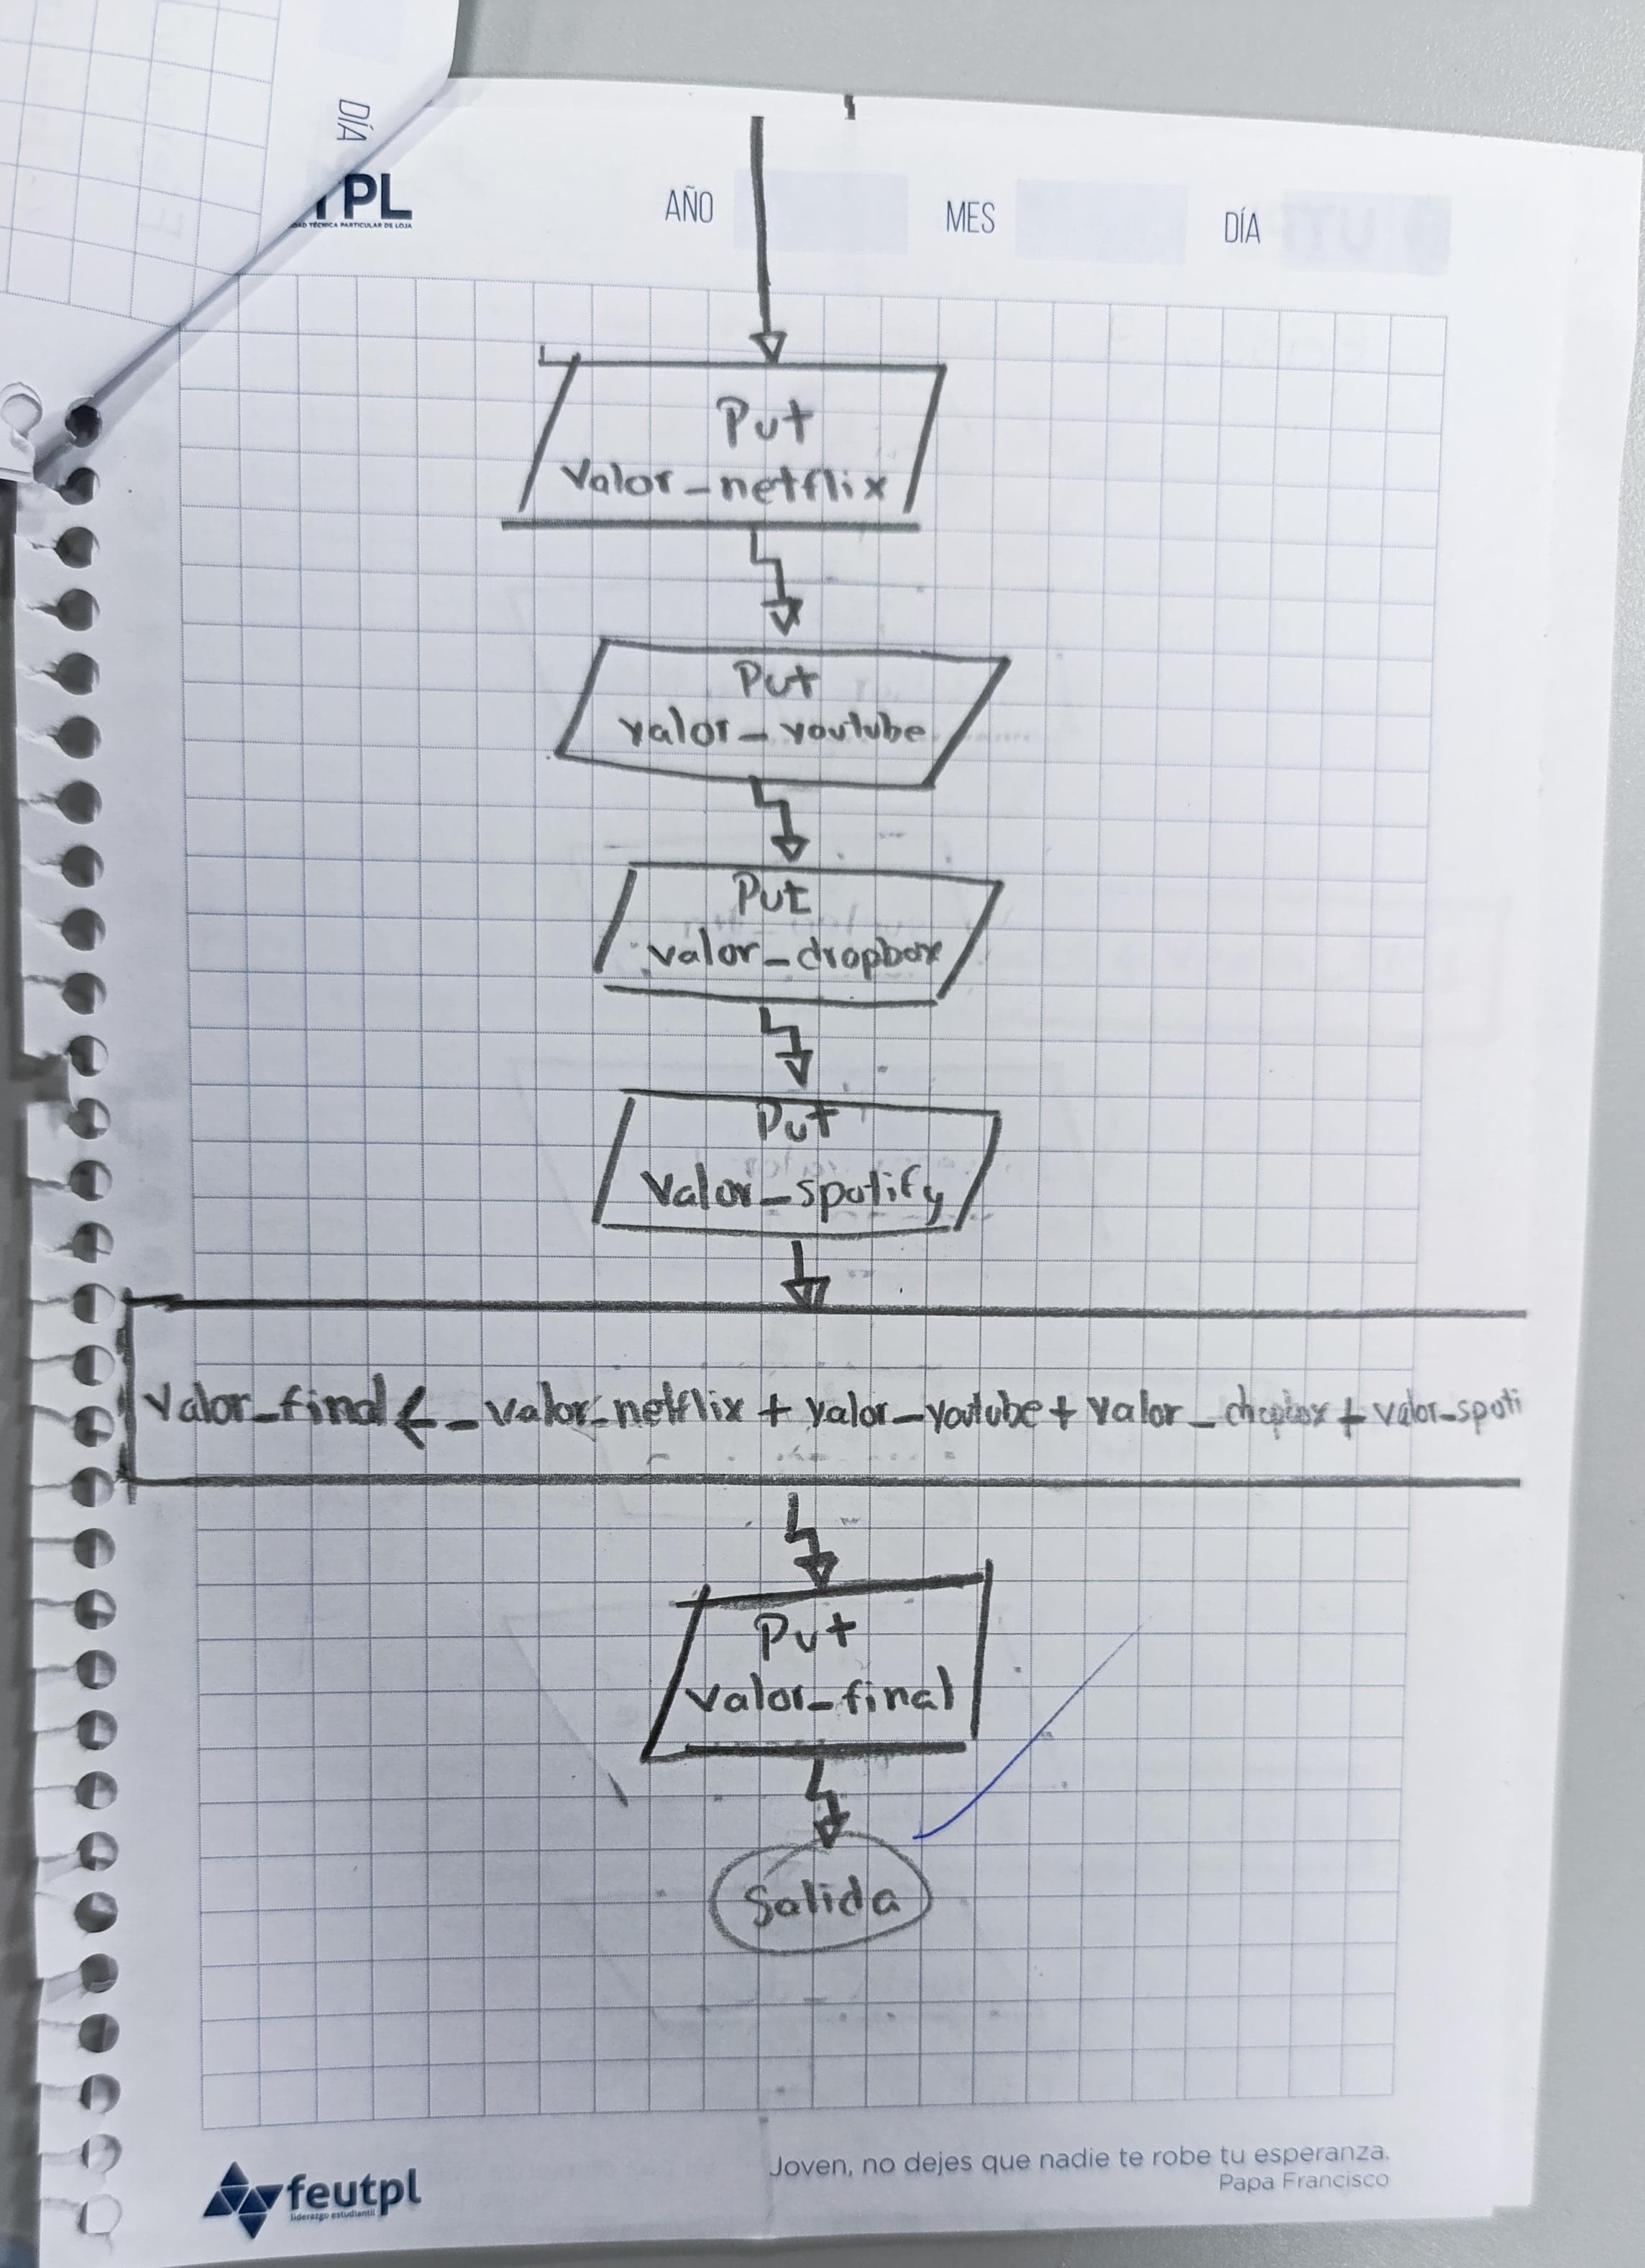 DÍA
TPL
DAD TÉCNICA PARTICULAR DE LOJA
AÑO MES DÍA
Put
Valor_netflix
Put
valor_youtube
Put
valor_dropbox
Put
Valor_spotify
Valor_final ← valor_netflix + valor_youtube + valor_dropbox + valor_spoti
Put
valor_final
Salida
Joven, no dejes que nadie te robe tu esperanza.
Papa Francisco
feutpl
liderazgo estudiantil